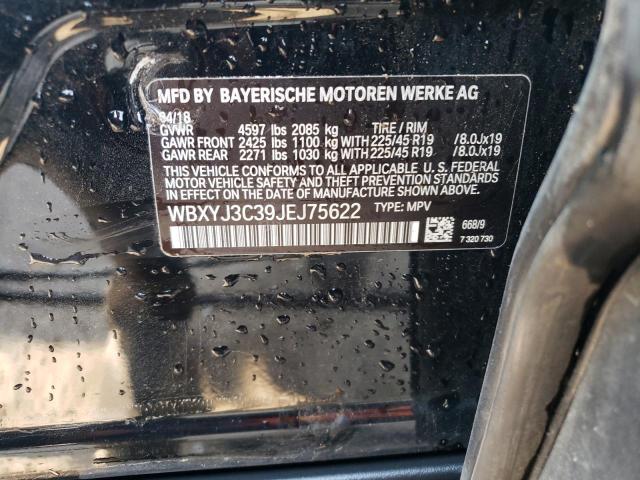 MFD BY BAYERISCHE MOTOREN WERKE AG
04/18
GVWR 4597 lbs 2085 kg TIRE / RIM
GAWR FRONT 2425 lbs 1100 kg WITH 225/45 R19 /8.0Jx19
GAWR REAR 2271 lbs 1030 kg WITH 225/45 R19 /8.0Jx19
THIS VEHICLE CONFORMS TO ALL APPLICABLE U. S. FEDERAL
MOTOR VEHICLE SAFETY, BUMPER, AND THEFT PREVENTION
STANDARDS IN EFFECT ON THE DATE OF MANUFACTURE SHOWN ABOVE.
WBXYJ3C39JEJ75622 TYPE: MPV
668/9
7 320 730